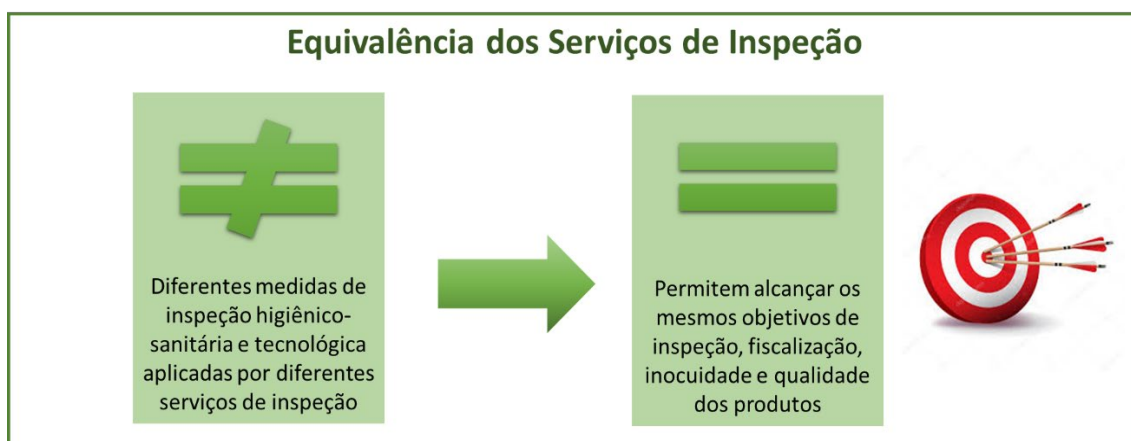 Equivalência dos Serviços de Inspeção
Diferentes medidas de
inspeção higiênico-
sanitária e tecnológica
aplicadas por diferentes
serviços de inspeção
Permitem alcançar os
mesmos objetivos de
inspeção, fiscalização,
inocuidade e qualidade
dos produtos